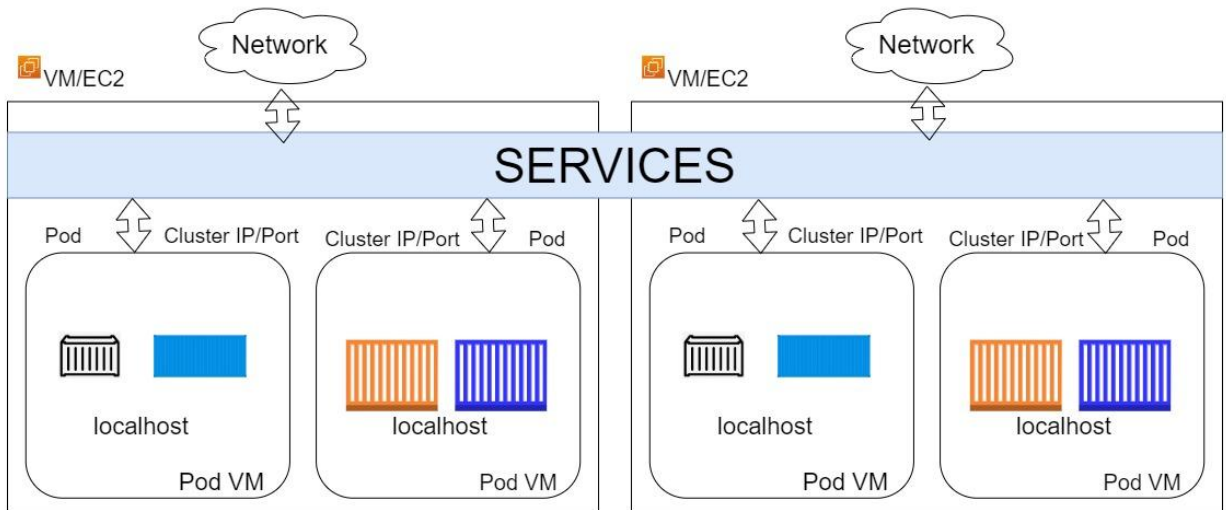 Network
Network
VM/EC2
VM/EC2
SERVICES
Pod
Cluster IP/Port
Cluster IP/Port
Pod
Pod
Cluster IP/Port
Cluster IP/Port
Pod
localhost
localhost
localhost
localhost
Pod VM
Pod VM
Pod VM
Pod VM